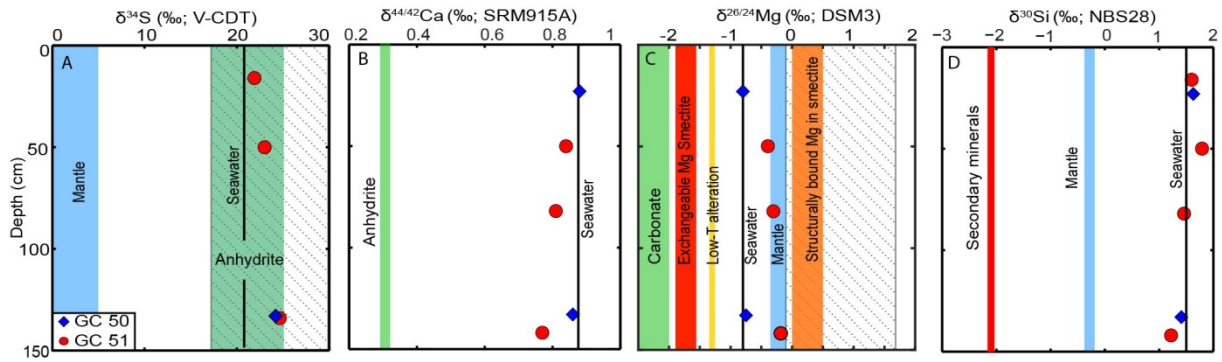 δ³⁴S (‰; V-CDT)
0 10 20 30
δ⁴⁴/⁴²Ca (‰; SRM915A)
0.2 0.4 0.6 0.8 1
δ²⁶/²⁴Mg (‰; DSM3)
−2 −1 0 1 2
δ³⁰Si (‰; NBS28)
−3 −2 −1 0 1 2
Depth (cm)
0
50
100
150
A
Mantle
Seawater
Anhydrite
GC 50
GC 51
B
Anhydrite
Seawater
C
Carbonate
Exchangeable Mg Smectite
Low-T alteration
Seawater
Mantle
Structurally bound Mg in smectite
D
Secondary minerals
Mantle
Seawater